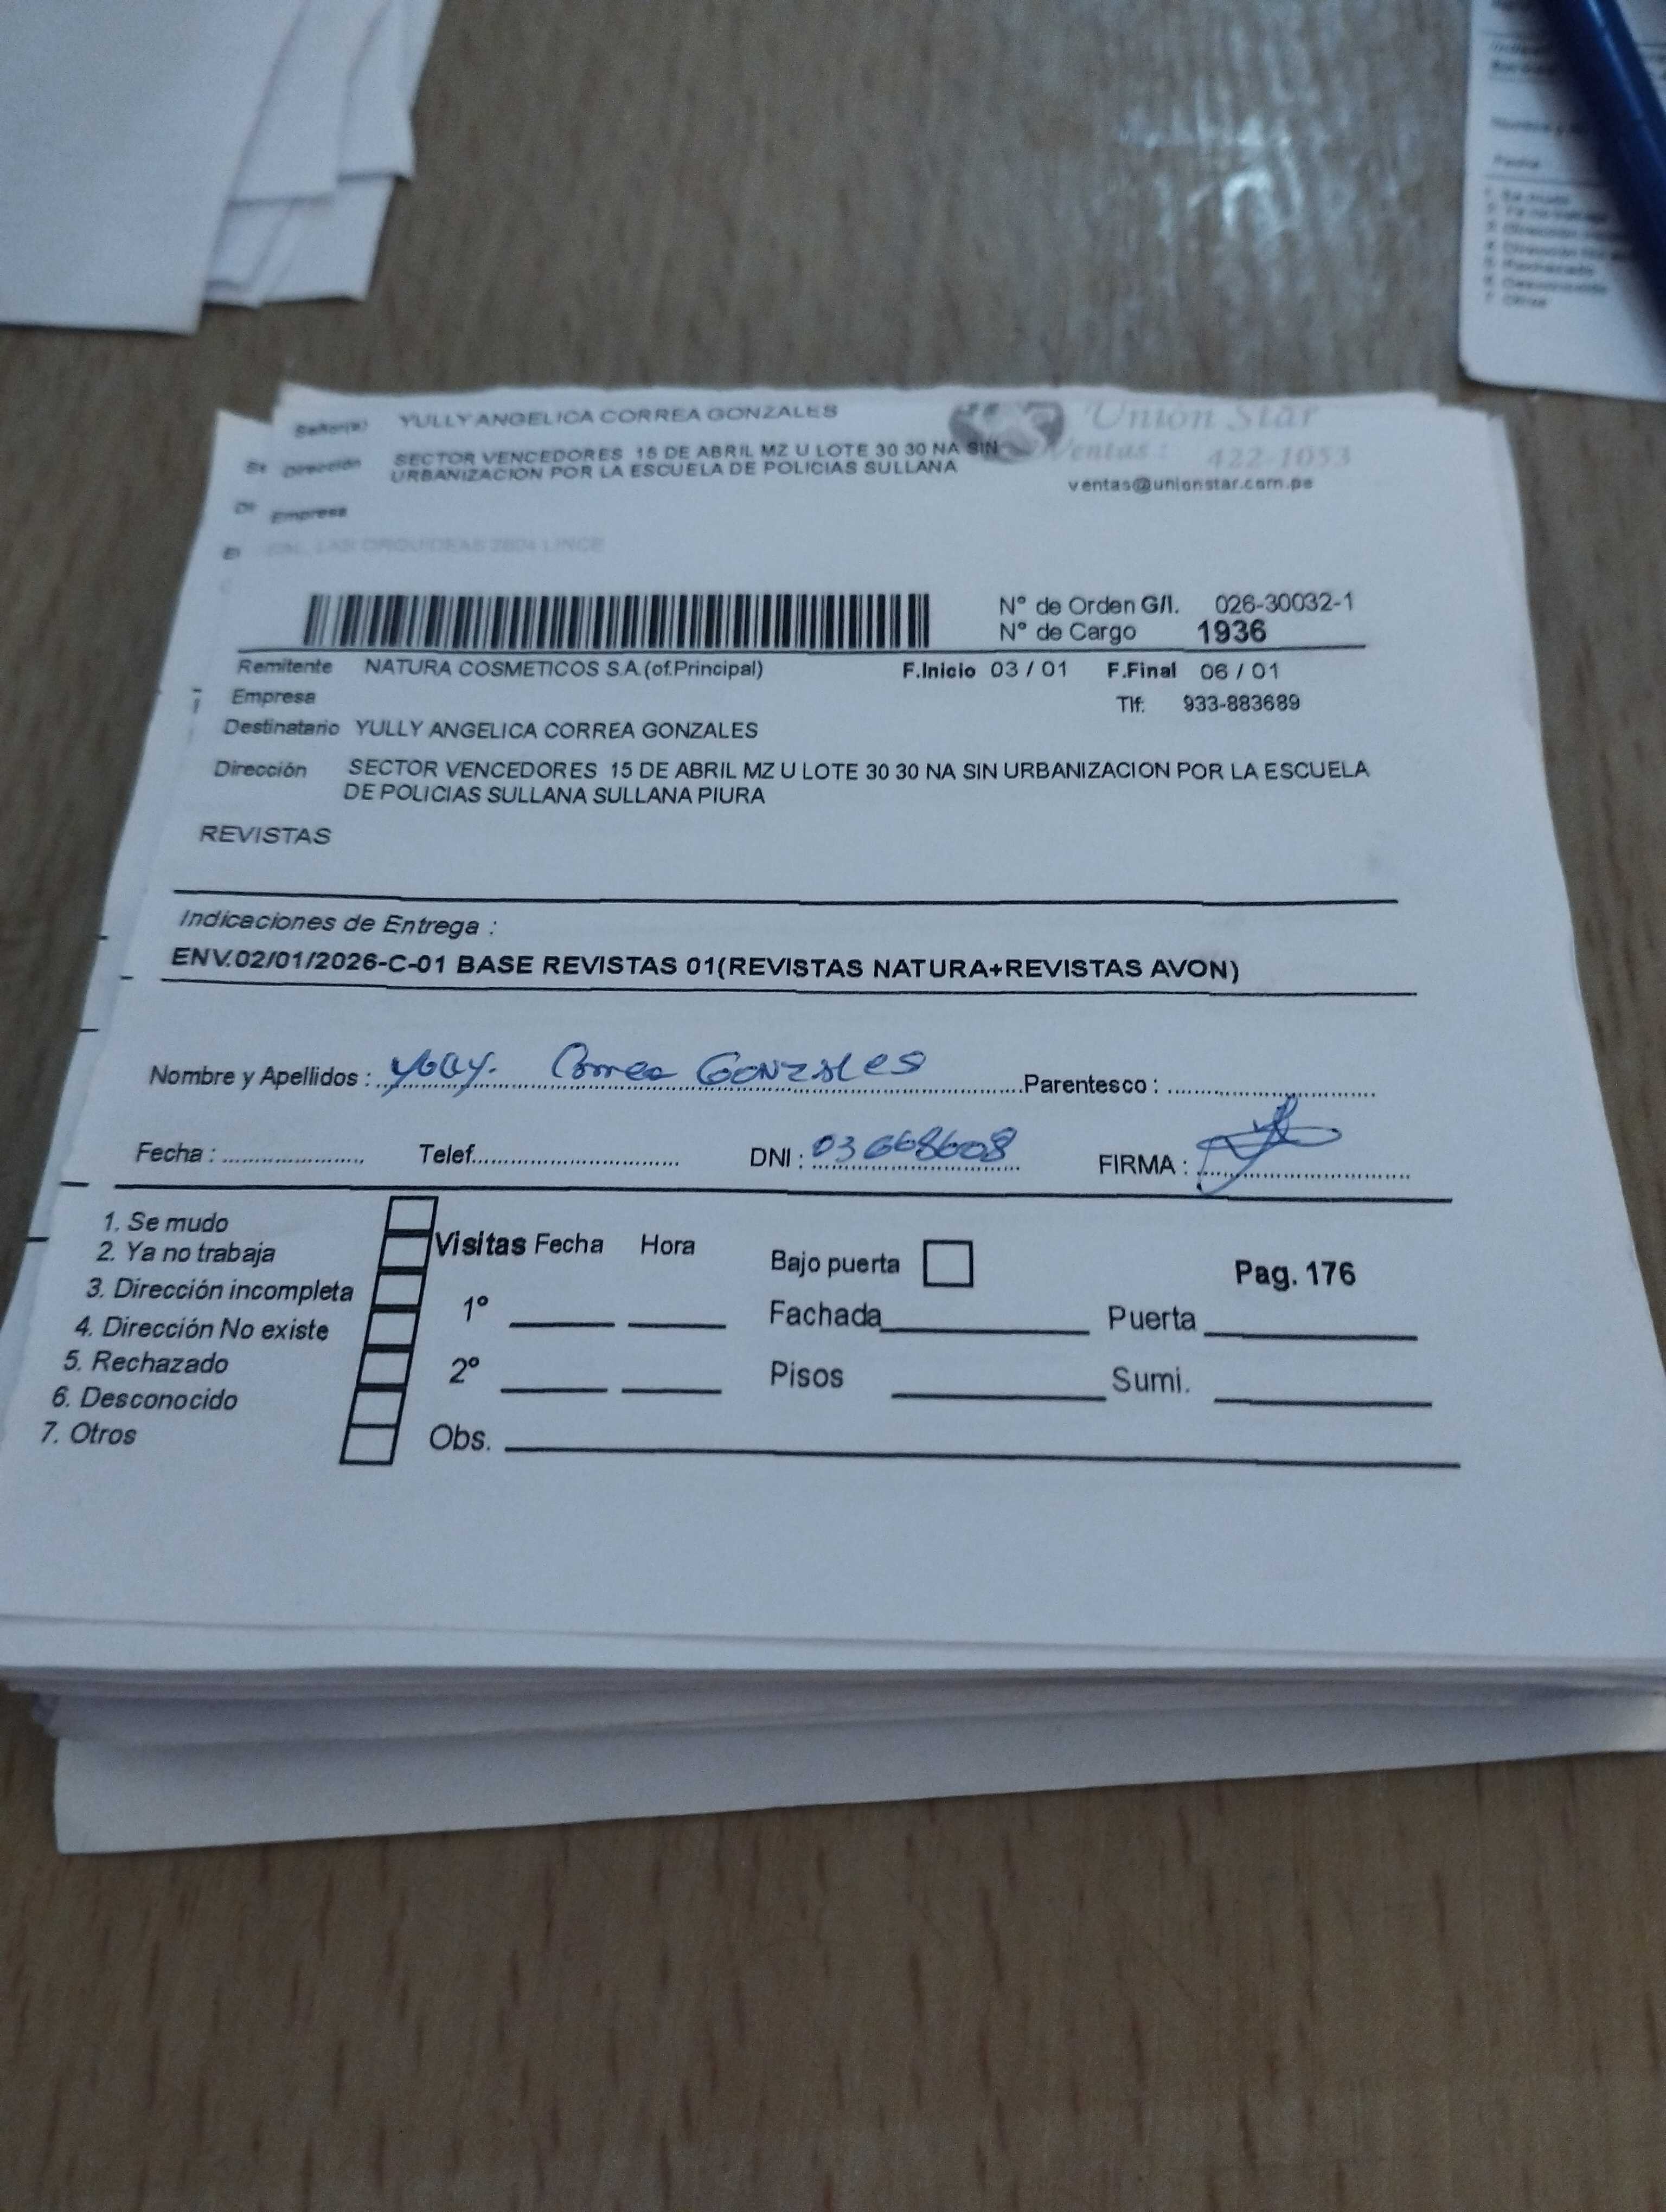 Señor(a) YULLY ANGELICA CORREA GONZALES
Unión Star
Dirección SECTOR VENCEDORES 15 DE ABRIL MZ U LOTE 30 30 NA SIN
URBANIZACION POR LA ESCUELA DE POLICIAS SULLANA
Ventas : 422-1053
ventas@unionstar.com.pe
Empresa
CAL. LAS ORQUIDEAS 2604 LINCE
N° de Orden G/I. 026-30032-1
N° de Cargo 1936
Remitente NATURA COSMETICOS S.A.(of.Principal) F.Inicio 03 / 01 F.Final 06 / 01
Empresa Tlf: 933-883689
Destinatario YULLY ANGELICA CORREA GONZALES
Dirección SECTOR VENCEDORES 15 DE ABRIL MZ U LOTE 30 30 NA SIN URBANIZACION POR LA ESCUELA
DE POLICIAS SULLANA SULLANA PIURA
REVISTAS
Indicaciones de Entrega :
ENV.02/01/2026-C-01 BASE REVISTAS 01(REVISTAS NATURA+REVISTAS AVON)
Nombre y Apellidos : Correa Gonzales Parentesco :
Fecha : Telef. DNI : 03668608 FIRMA :
1. Se mudo
2. Ya no trabaja
3. Dirección incompleta
4. Dirección No existe
5. Rechazado
6. Desconocido
7. Otros
Visitas Fecha Hora
1°
2°
Obs.
Bajo puerta
Fachada
Pisos
Pag. 176
Puerta
Sumi.